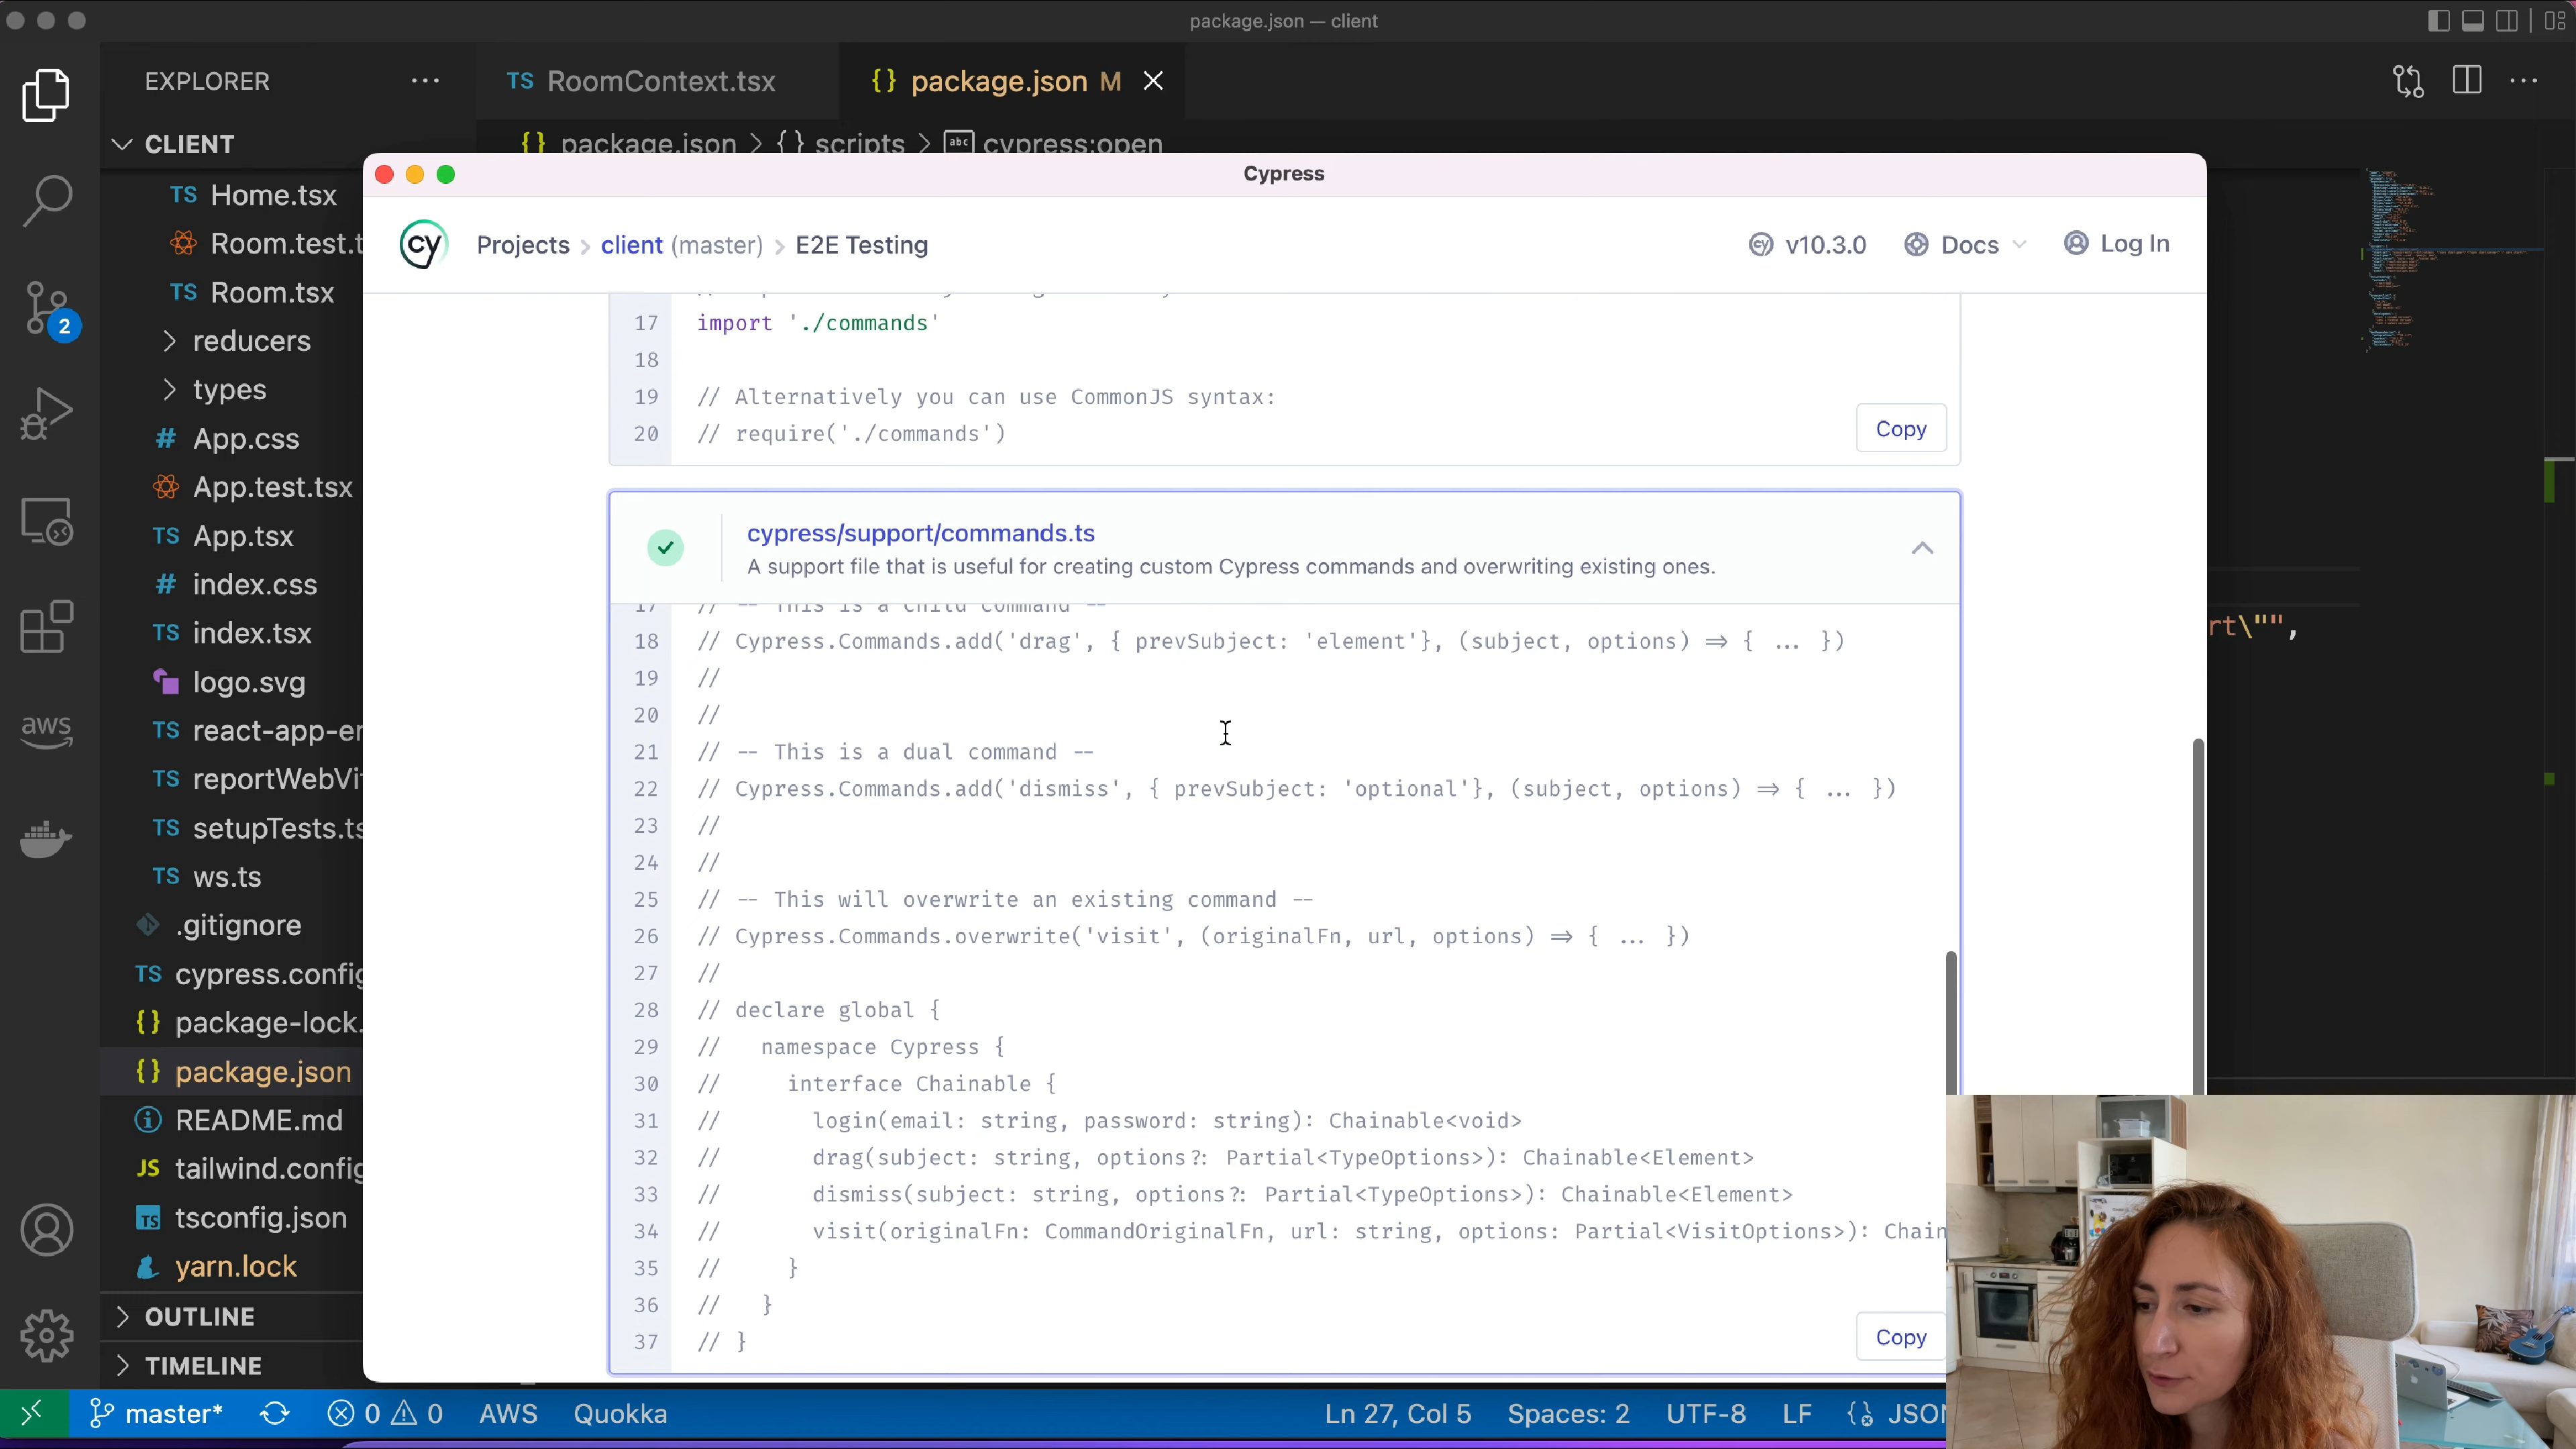 package.json — client
EXPLORER
TS RoomContext.tsx
{} package.json M
CLIENT
{} package.json > {} scripts > abc cypress:open
TS Home.tsx
Room.test.t
TS Room.tsx
reducers
types
# App.css
App.test.tsx
TS App.tsx
# index.css
TS index.tsx
logo.svg
TS react-app-er
TS reportWebVi
TS setupTests.ts
TS ws.ts
.gitignore
TS cypress.config
{} package-lock.
{} package.json
README.md
JS tailwind.config
TS tsconfig.json
yarn.lock
OUTLINE
TIMELINE
2
aws
Cypress
cy Projects > client (master) > E2E Testing
cy v10.3.0 Docs Log In
17 import './commands'
18
19 // Alternatively you can use CommonJS syntax:
20 // require('./commands')
Copy
cypress/support/commands.ts
A support file that is useful for creating custom Cypress commands and overwriting existing ones.
17 // -- This is a child command --
18 // Cypress.Commands.add('drag', { prevSubject: 'element'}, (subject, options) => { ... })
19 //
20 //
21 // -- This is a dual command --
22 // Cypress.Commands.add('dismiss', { prevSubject: 'optional'}, (subject, options) => { ... })
23 //
24 //
25 // -- This will overwrite an existing command --
26 // Cypress.Commands.overwrite('visit', (originalFn, url, options) => { ... })
27 //
28 // declare global {
29 //   namespace Cypress {
30 //     interface Chainable {
31 //       login(email: string, password: string): Chainable<void>
32 //       drag(subject: string, options?: Partial<TypeOptions>): Chainable<Element>
33 //       dismiss(subject: string, options?: Partial<TypeOptions>): Chainable<Element>
34 //       visit(originalFn: CommandOriginalFn, url: string, options: Partial<VisitOptions>): Chain
35 //     }
36 //   }
37 // }
Copy
rt\"",
master* 0 0 AWS Quokka
Ln 27, Col 5 Spaces: 2 UTF-8 LF JSON